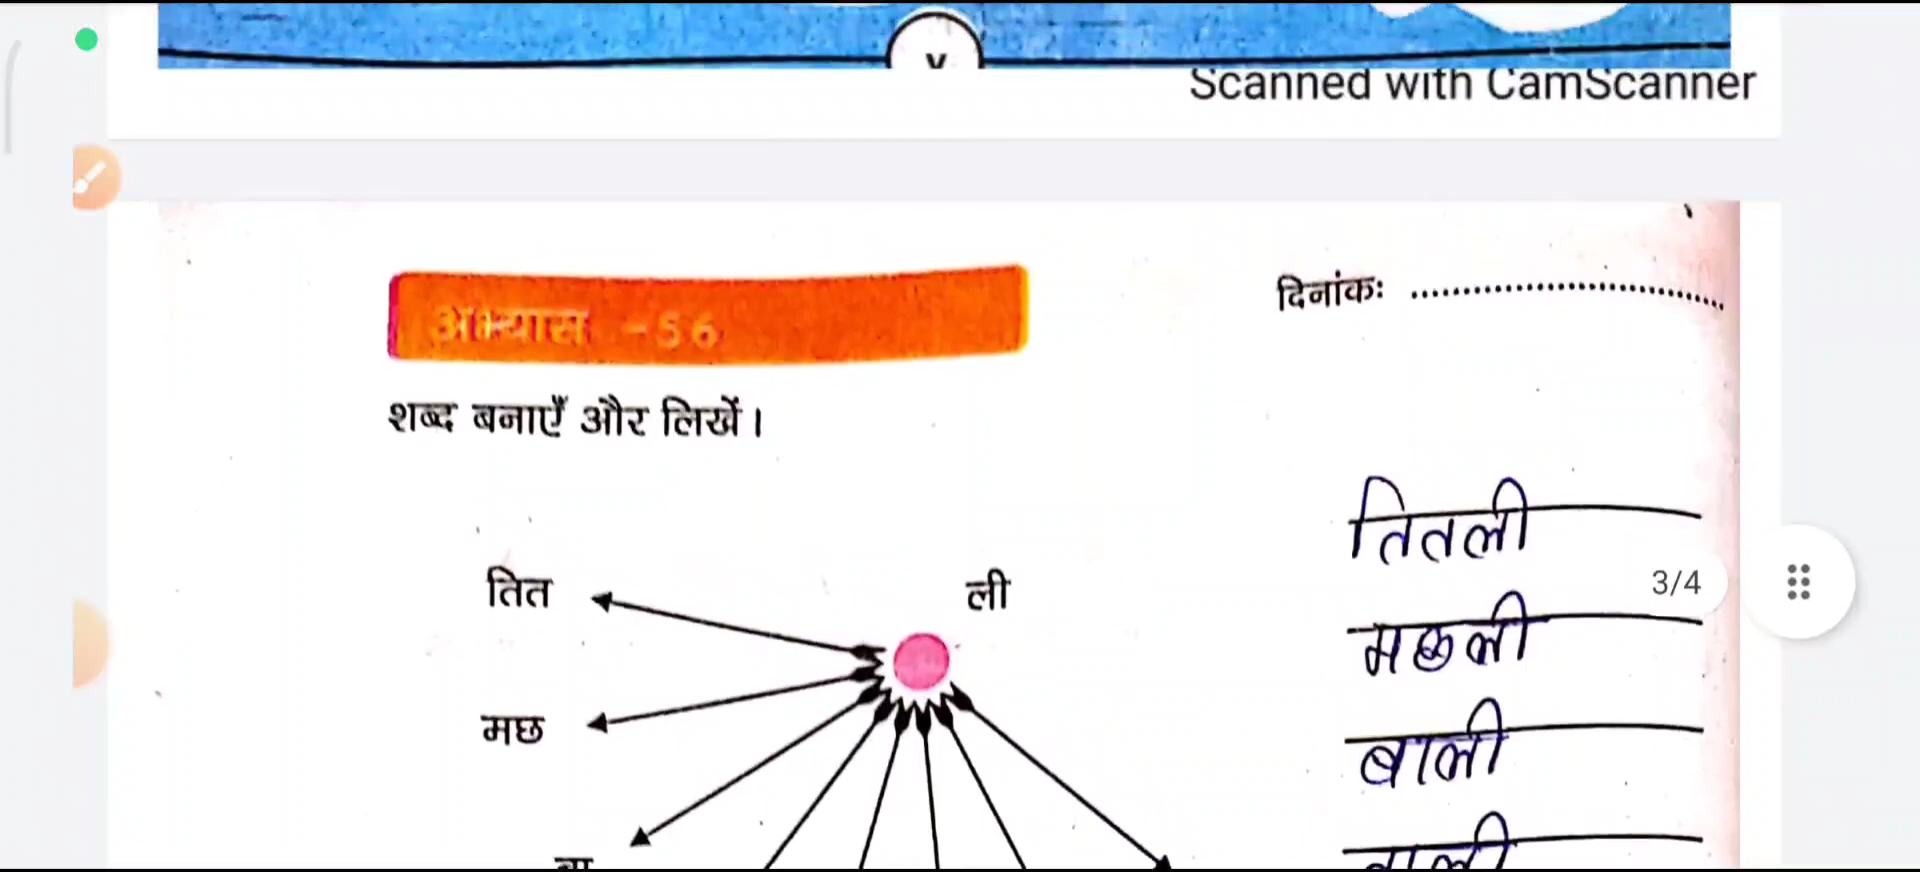 Scanned with CamScanner
अभ्यास -56
दिनांकः
शब्द बनाएँ और लिखें।
तितली
तित
ली
3/4
मछली
मछ
बाली